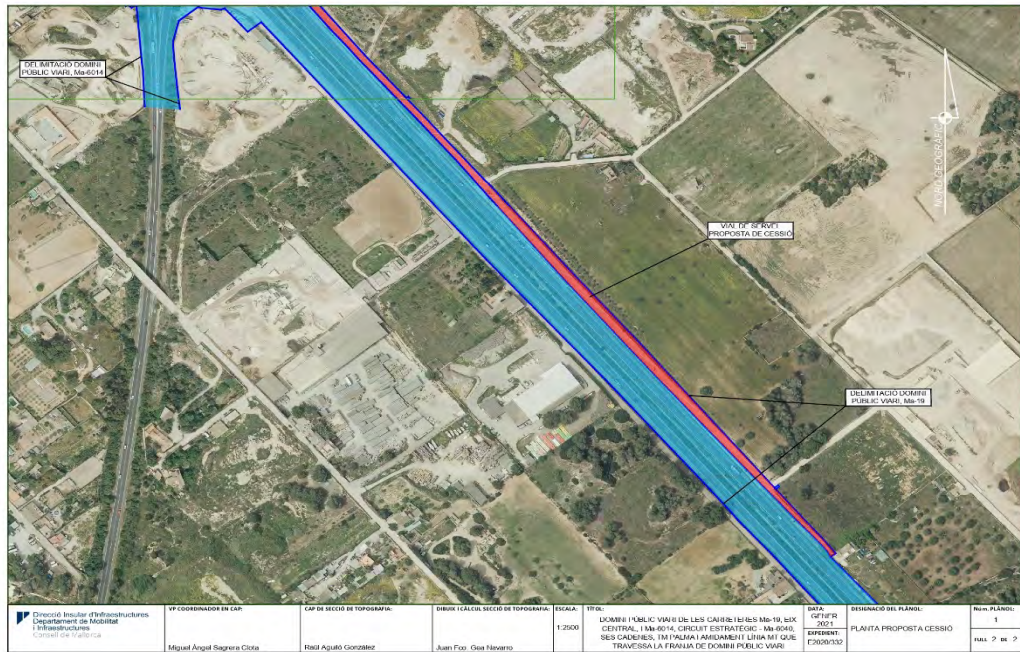 DELIMITACIÓ DOMINI
PÚBLIC VIARI, Ma-6014
NORD GEOGRÀFIC
VIAL DE SERVEI
PROPOSTA DE CESSIÓ
DELIMITACIÓ DOMINI
PÚBLIC VIARI, Ma-19
Direcció Insular d'Infraestructures
Departament de Mobilitat
i Infraestructures
Consell de Mallorca
VP COORDINADOR EN CAP:
Miguel Ángel Sagrera Clota
CAP DE SECCIÓ DE TOPOGRAFIA:
Raül Aguiló González
DIBUIX I CÀLCUL SECCIÓ DE TOPOGRAFIA:
Juan Fco. Gea Navarro
ESCALA:
1:2500
TÍTOL:
DOMINI PÚBLIC VIARI DE LES CARRETERES Ma-19, EIX
CENTRAL, I Ma-6014, CIRCUIT ESTRATÈGIC - Ma-6040,
SES CADENES, TM PALMA I AMIDAMENT LÍNIA MT QUE
TRAVESSA LA FRANJA DE DOMINI PÚBLIC VIARI
DATA:
GENER
2021
EXPEDIENT:
E2020/332
DESIGNACIÓ DEL PLÀNOL:
PLANTA PROPOSTA CESSIÓ
Núm. PLÀNOL:
1
FULL 2 DE 2